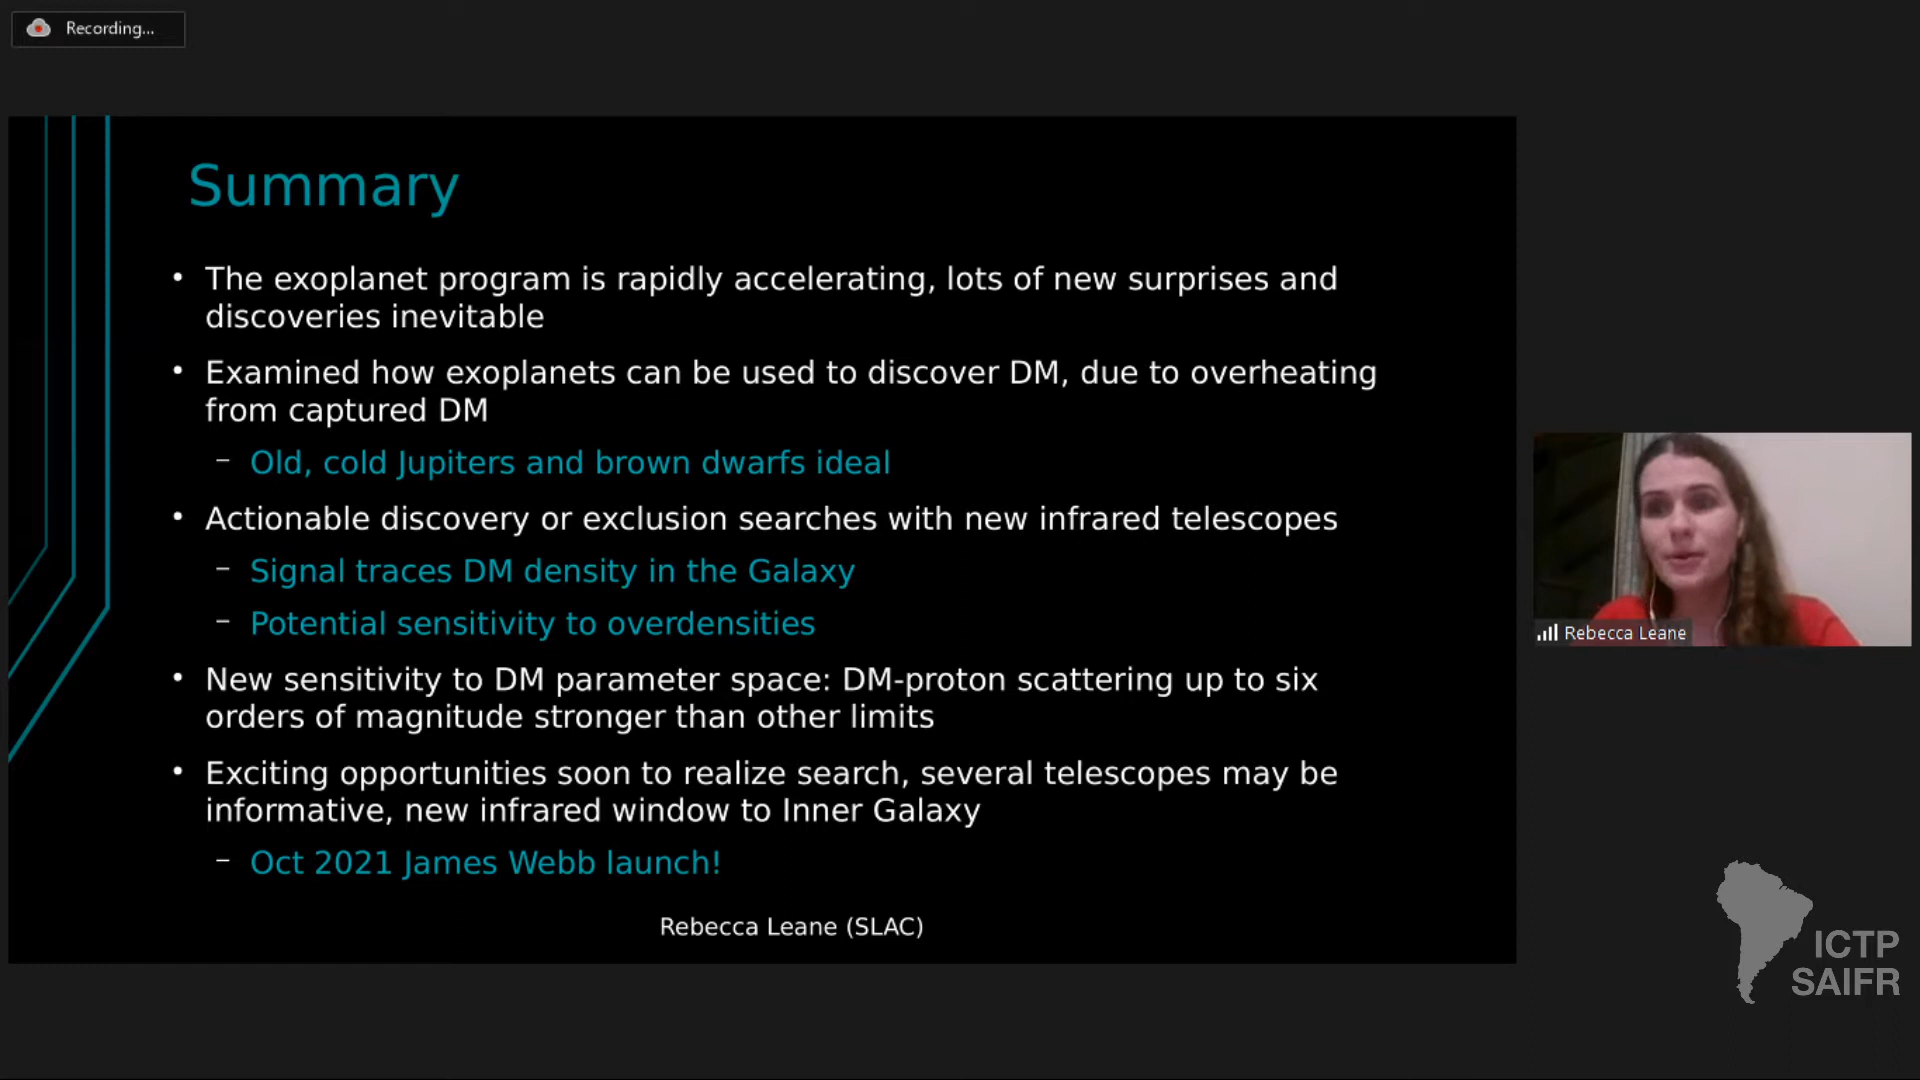 Recording...
Summary
• The exoplanet program is rapidly accelerating, lots of new surprises and
discoveries inevitable
• Examined how exoplanets can be used to discover DM, due to overheating
from captured DM
– Old, cold Jupiters and brown dwarfs ideal
• Actionable discovery or exclusion searches with new infrared telescopes
– Signal traces DM density in the Galaxy
– Potential sensitivity to overdensities
• New sensitivity to DM parameter space: DM-proton scattering up to six
orders of magnitude stronger than other limits
• Exciting opportunities soon to realize search, several telescopes may be
informative, new infrared window to Inner Galaxy
– Oct 2021 James Webb launch!
Rebecca Leane (SLAC)
Rebecca Leane
ICTP
SAIFR